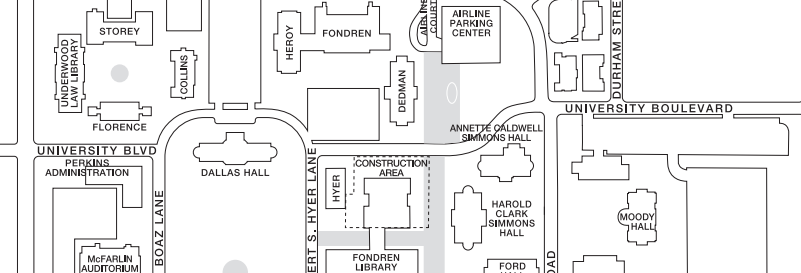 STOREY
UNDERWOOD
LAW LIBRARY
COLLINS
FLORENCE
HEROY
FONDREN
AIRLINE
COURT
AIRLINE
PARKING
CENTER
DEDMAN
DURHAM STRE
UNIVERSITY BOULEVARD
UNIVERSITY BLVD
PERKINS
ADMINISTRATION
DALLAS HALL
ANNETTE CALDWELL
SIMMONS HALL
CONSTRUCTION
AREA
HYER
ERT S. HYER LANE
BOAZ LANE
HAROLD
CLARK
SIMMONS
HALL
MOODY
HALL
McFARLIN
AUDITORIUM
FONDREN
LIBRARY
FORD
OAD